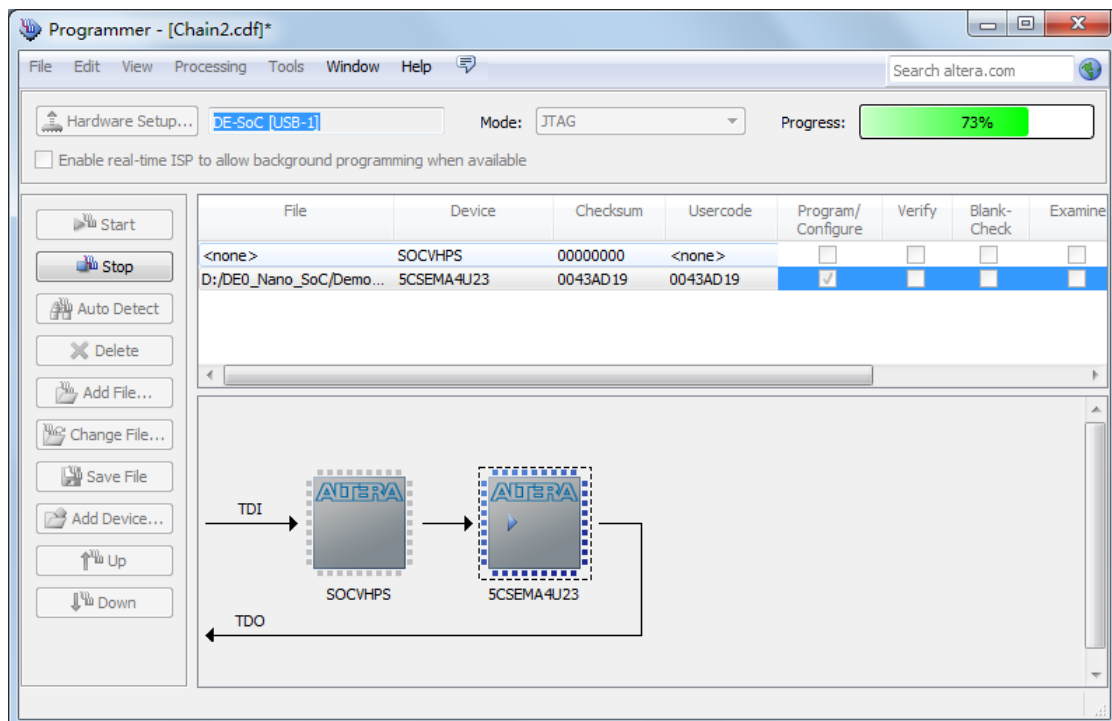 Programmer - [Chain2.cdf]*
File Edit View Processing Tools Window Help Search altera.com
Hardware Setup... DE-SoC [USB-1] Mode: JTAG Progress: 73%
Enable real-time ISP to allow background programming when available
File Device Checksum Usercode Program/ Verify Blank- Examine
Configure Check
<none> SOCVHPS 00000000 <none>
D:/DE0_Nano_SoC/Demo... 5CSEMA4U23 0043AD19 0043AD19
Start
Stop
Auto Detect
Delete
Add File...
Change File...
Save File
Add Device...
Up
Down
ALTERA ALTERA
TDI
SOCVHPS 5CSEMA4U23
TDO